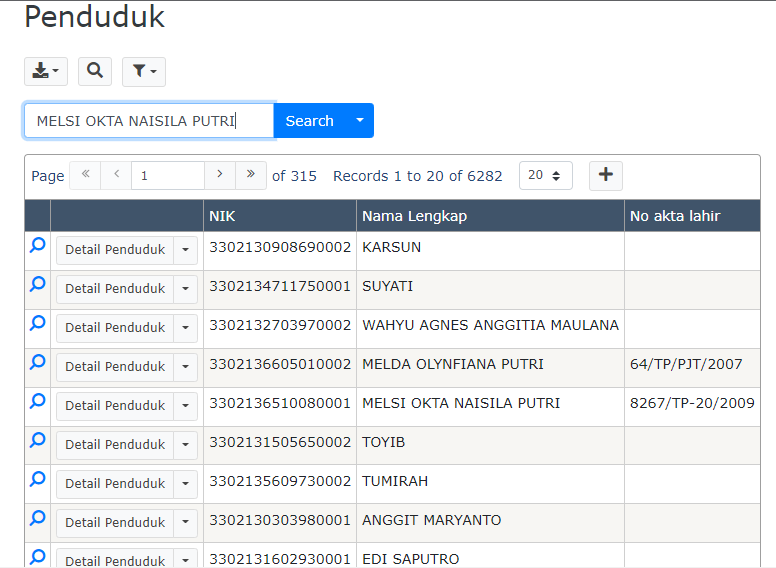 Penduduk
MELSI OKTA NAISILA PUTRI Search
Page « ‹ 1 › » of 315 Records 1 to 20 of 6282 20 +
NIK Nama Lengkap No akta lahir
Detail Penduduk 3302130908690002 KARSUN
Detail Penduduk 3302134711750001 SUYATI
Detail Penduduk 3302132703970002 WAHYU AGNES ANGGITIA MAULANA
Detail Penduduk 3302136605010002 MELDA OLYNFIANA PUTRI 64/TP/PJT/2007
Detail Penduduk 3302136510080001 MELSI OKTA NAISILA PUTRI 8267/TP-20/2009
Detail Penduduk 3302131505650002 TOYIB
Detail Penduduk 3302135609730002 TUMIRAH
Detail Penduduk 3302130303980001 ANGGIT MARYANTO
Detail Penduduk 3302131602930001 EDI SAPUTRO